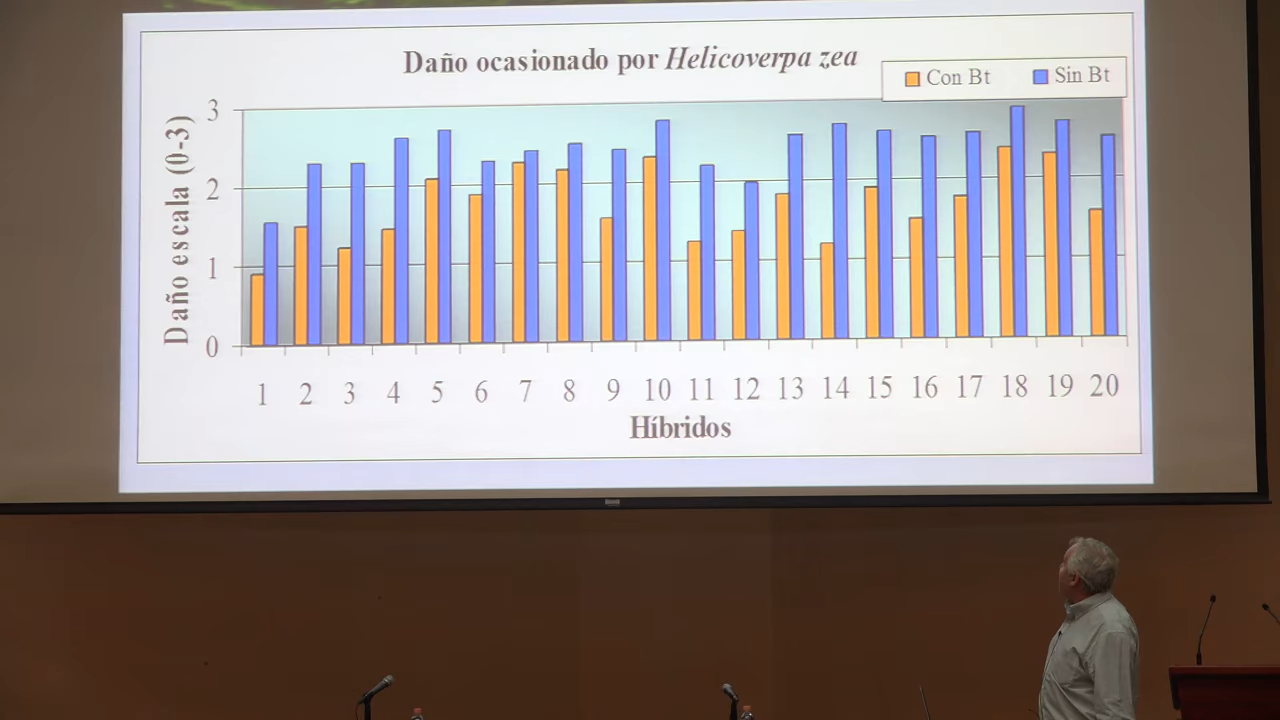 Daño ocasionado por Helicoverpa zea
Con Bt Sin Bt
Daño escala (0-3)
3
2
1
0
1 2 3 4 5 6 7 8 9 10 11 12 13 14 15 16 17 18 19 20
Híbridos